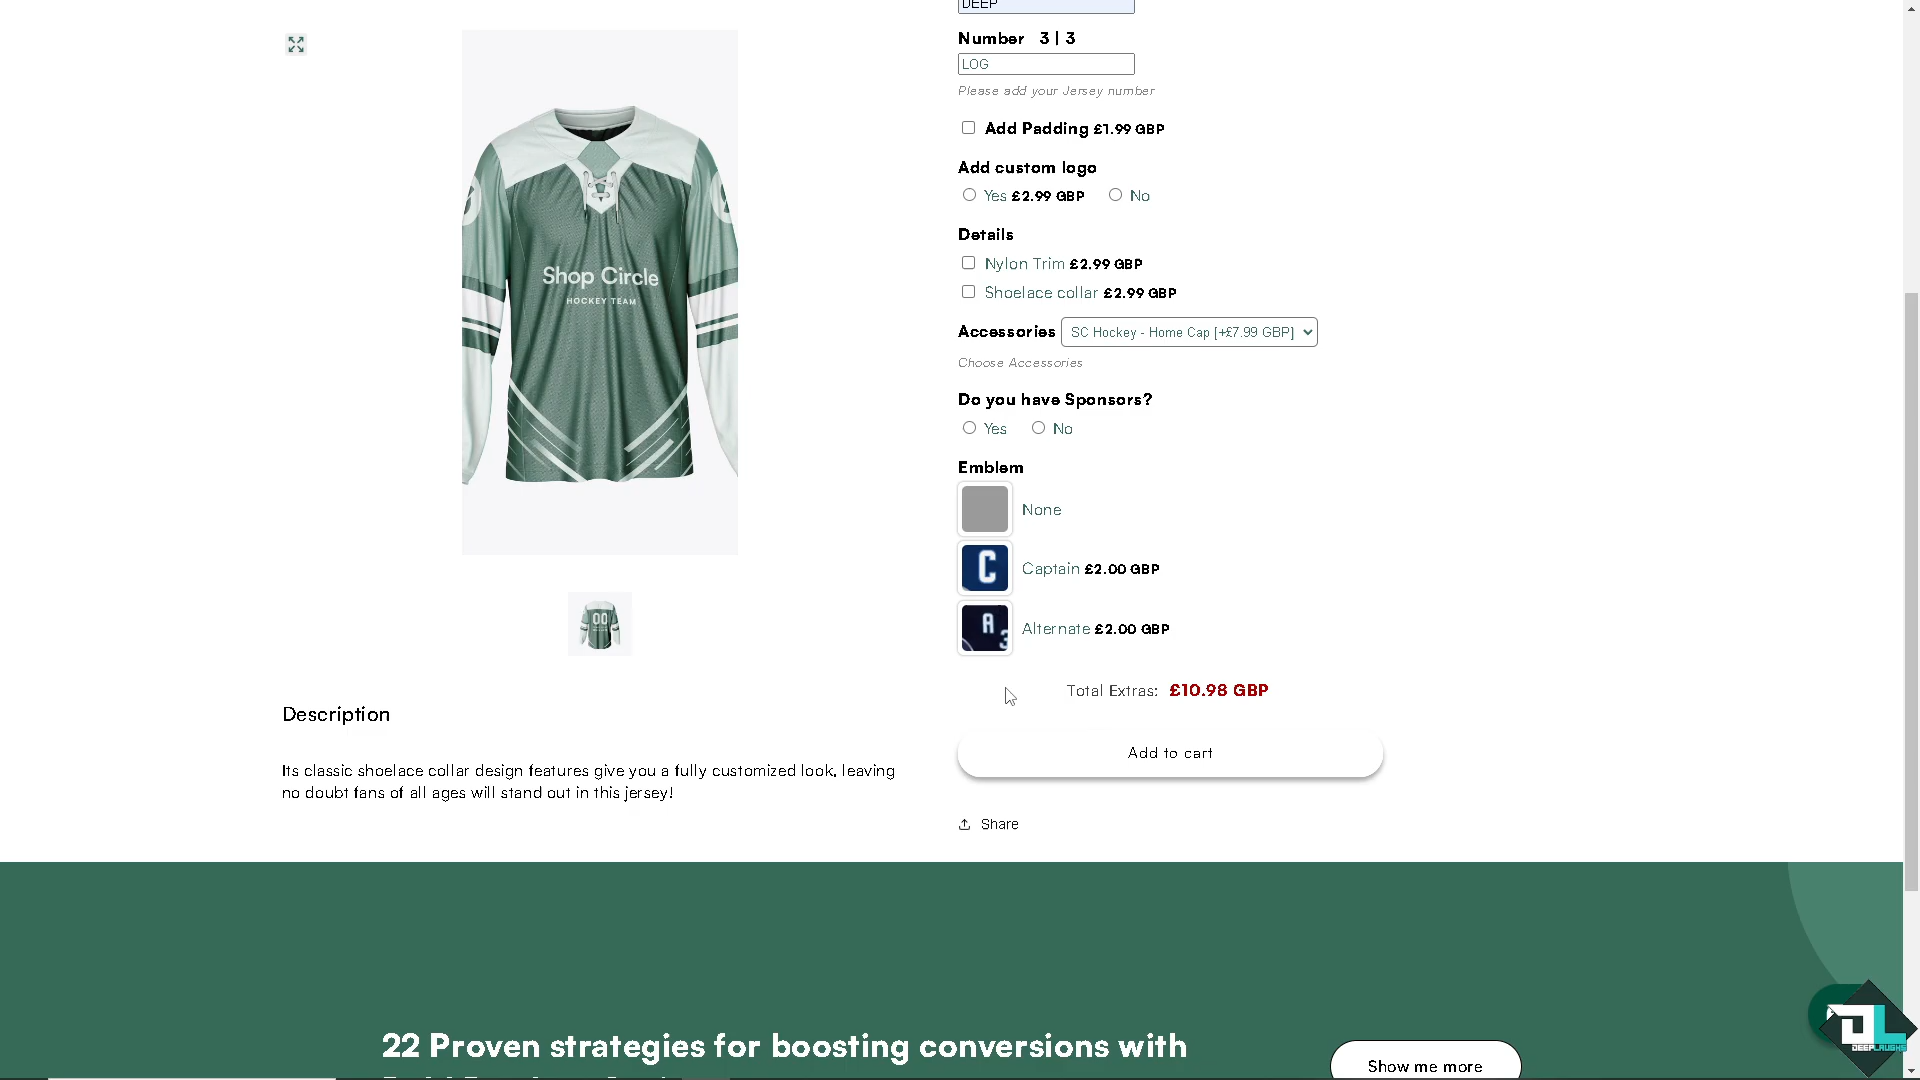 DEEP
Number 3 | 3
LOG
Please add your Jersey number
Add Padding £1.99 GBP
Add custom logo
Yes £2.99 GBP No
Details
Nylon Trim £2.99 GBP
Shoelace collar £2.99 GBP
Accessories SC Hockey - Home Cap [+£7.99 GBP]
Choose Accessories
Do you have Sponsors?
Yes No
Emblem
None
C
Captain £2.00 GBP
A
3
Alternate £2.00 GBP
Total Extras: £10.98 GBP
Add to cart
Share
Shop Circle
HOCKEY TEAM
00
Description
Its classic shoelace collar design features give you a fully customized look, leaving
no doubt fans of all ages will stand out in this jersey!
22 Proven strategies for boosting conversions with
Show me more
DL
DEEPLAUGHS